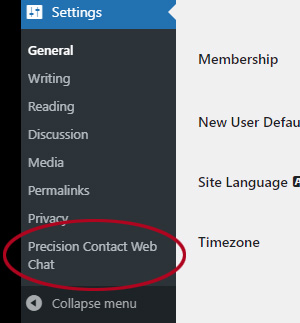 Settings
General
Writing
Reading
Discussion
Media
Permalinks
Privacy
Precision Contact Web
Chat
Collapse menu
Membership
New User Defau
Site Language
Timezone